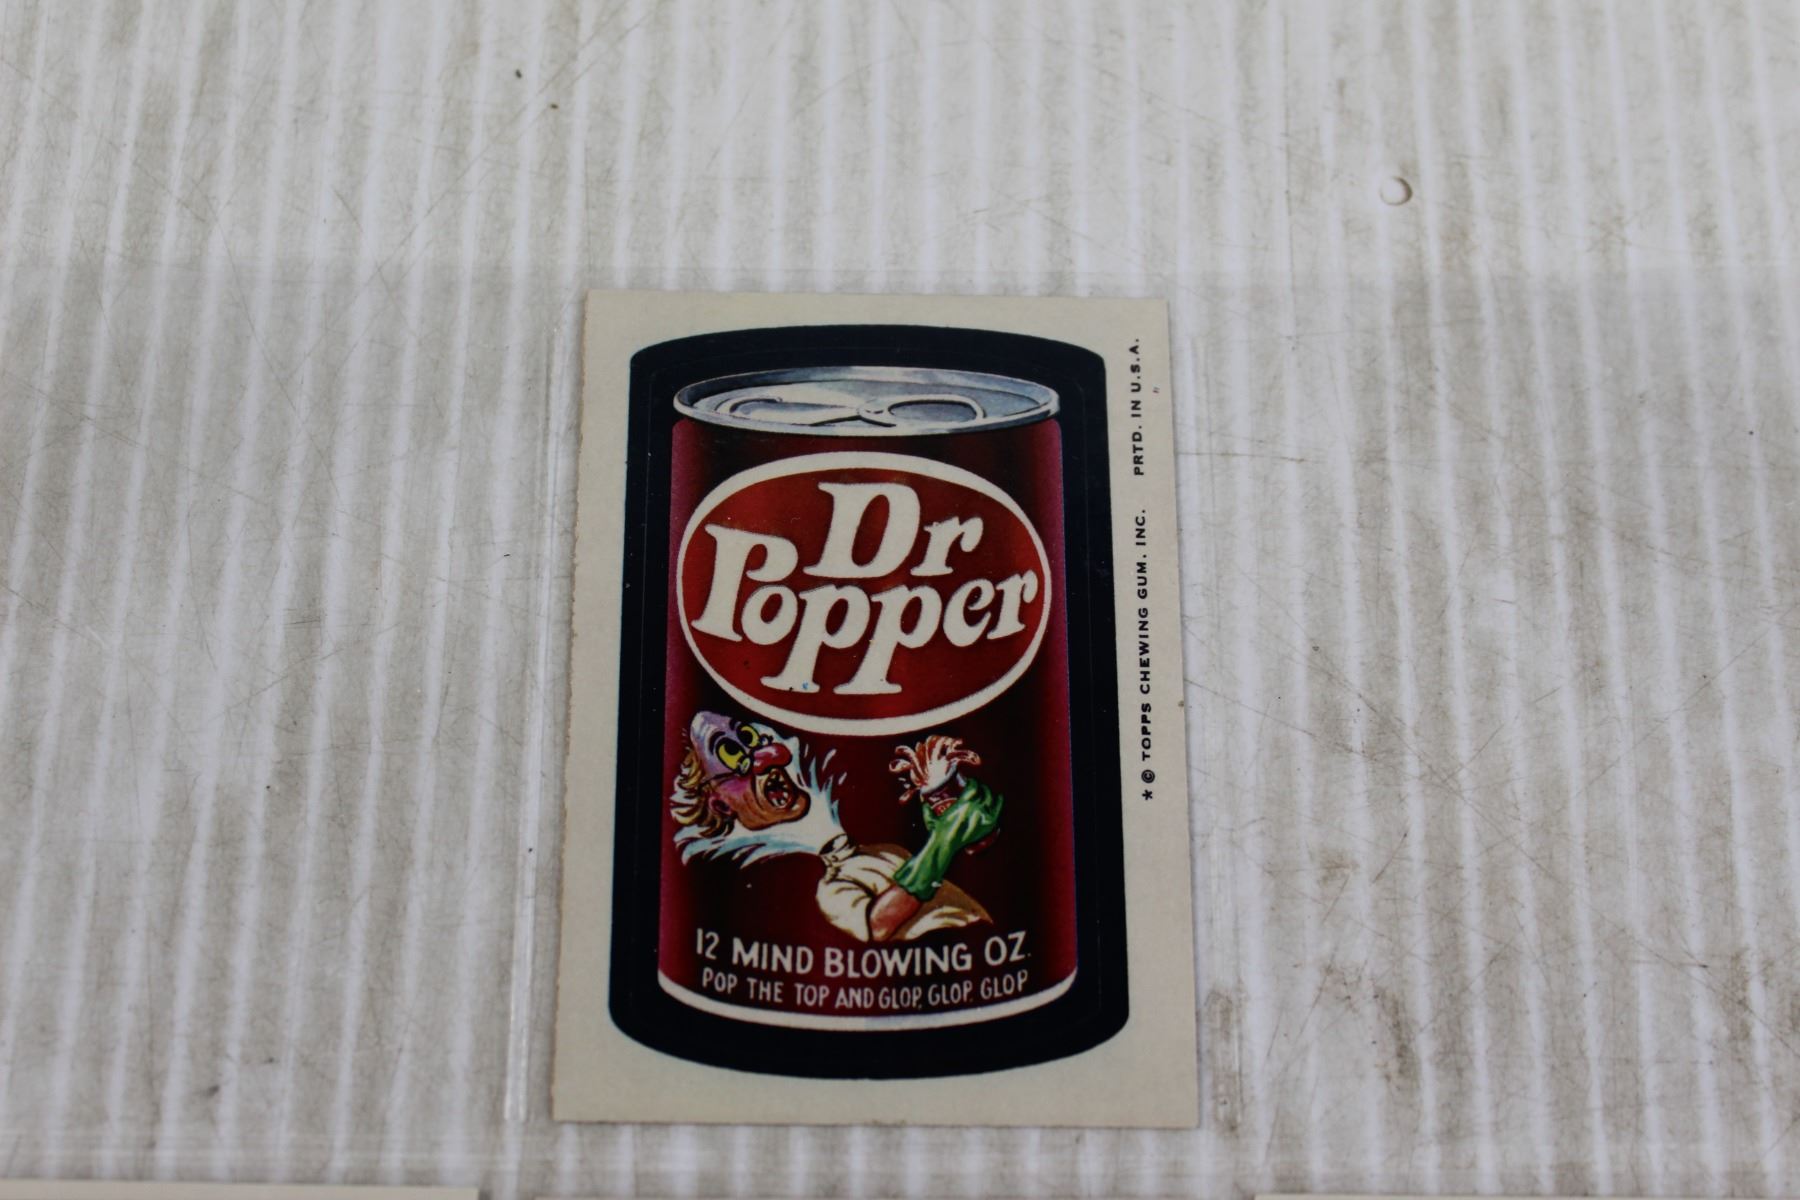 Dr
Popper
12 MIND BLOWING OZ.
POP THE TOP AND GLOP, GLOP, GLOP
* © TOPPS CHEWING GUM, INC. PRTD. IN U.S.A.